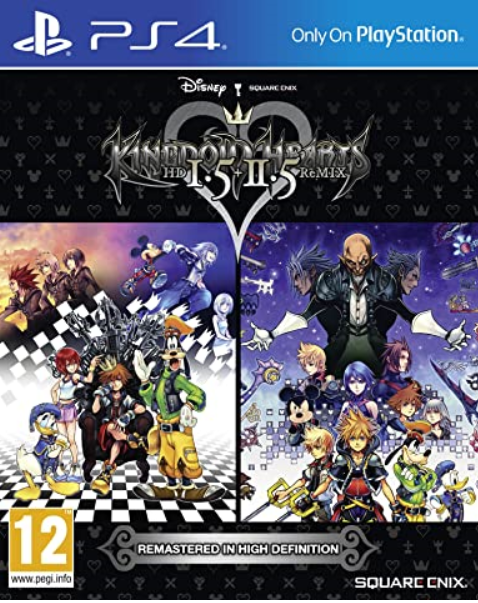 PS4
Only On PlayStation.
Disney SQUARE ENIX
KINGDOM HEARTS
HD I.5+II.5 ReMIX
12
www.pegi.info
REMASTERED IN HIGH DEFINITION
SQUARE ENIX.